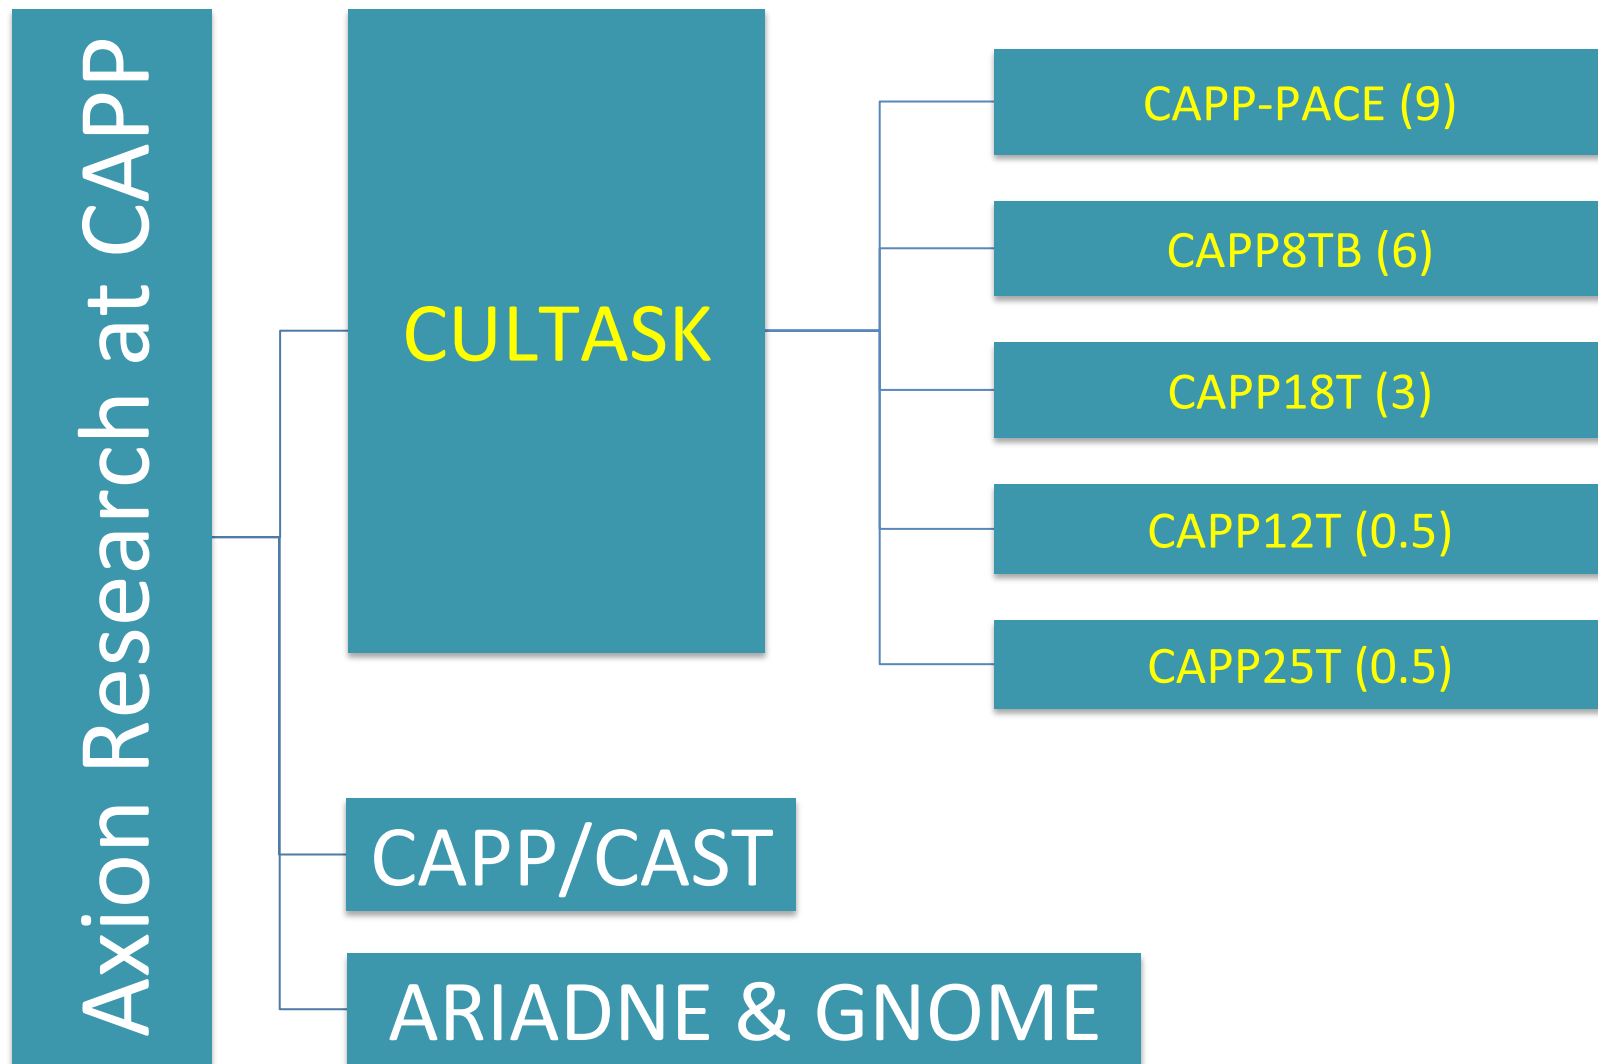 Axion Research at CAPP
CULTASK
CAPP-PACE (9)
CAPP8TB (6)
CAPP18T (3)
CAPP12T (0.5)
CAPP25T (0.5)
CAPP/CAST
ARIADNE & GNOME